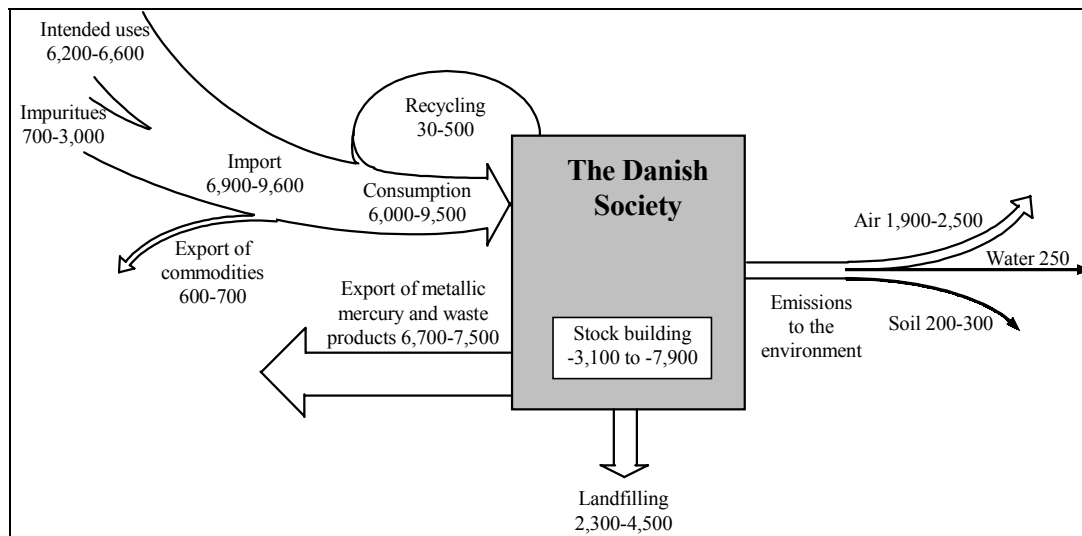 Intended uses
6,200-6,600
Impuritues
700-3,000
Import
6,900-9,600
Recycling
30-500
Consumption
6,000-9,500
Export of
commodities
600-700
The Danish
Society
Export of metallic
mercury and waste
products 6,700-7,500
Stock building
-3,100 to -7,900
Air 1,900-2,500
Water 250
Soil 200-300
Emissions
to the
environment
Landfilling
2,300-4,500